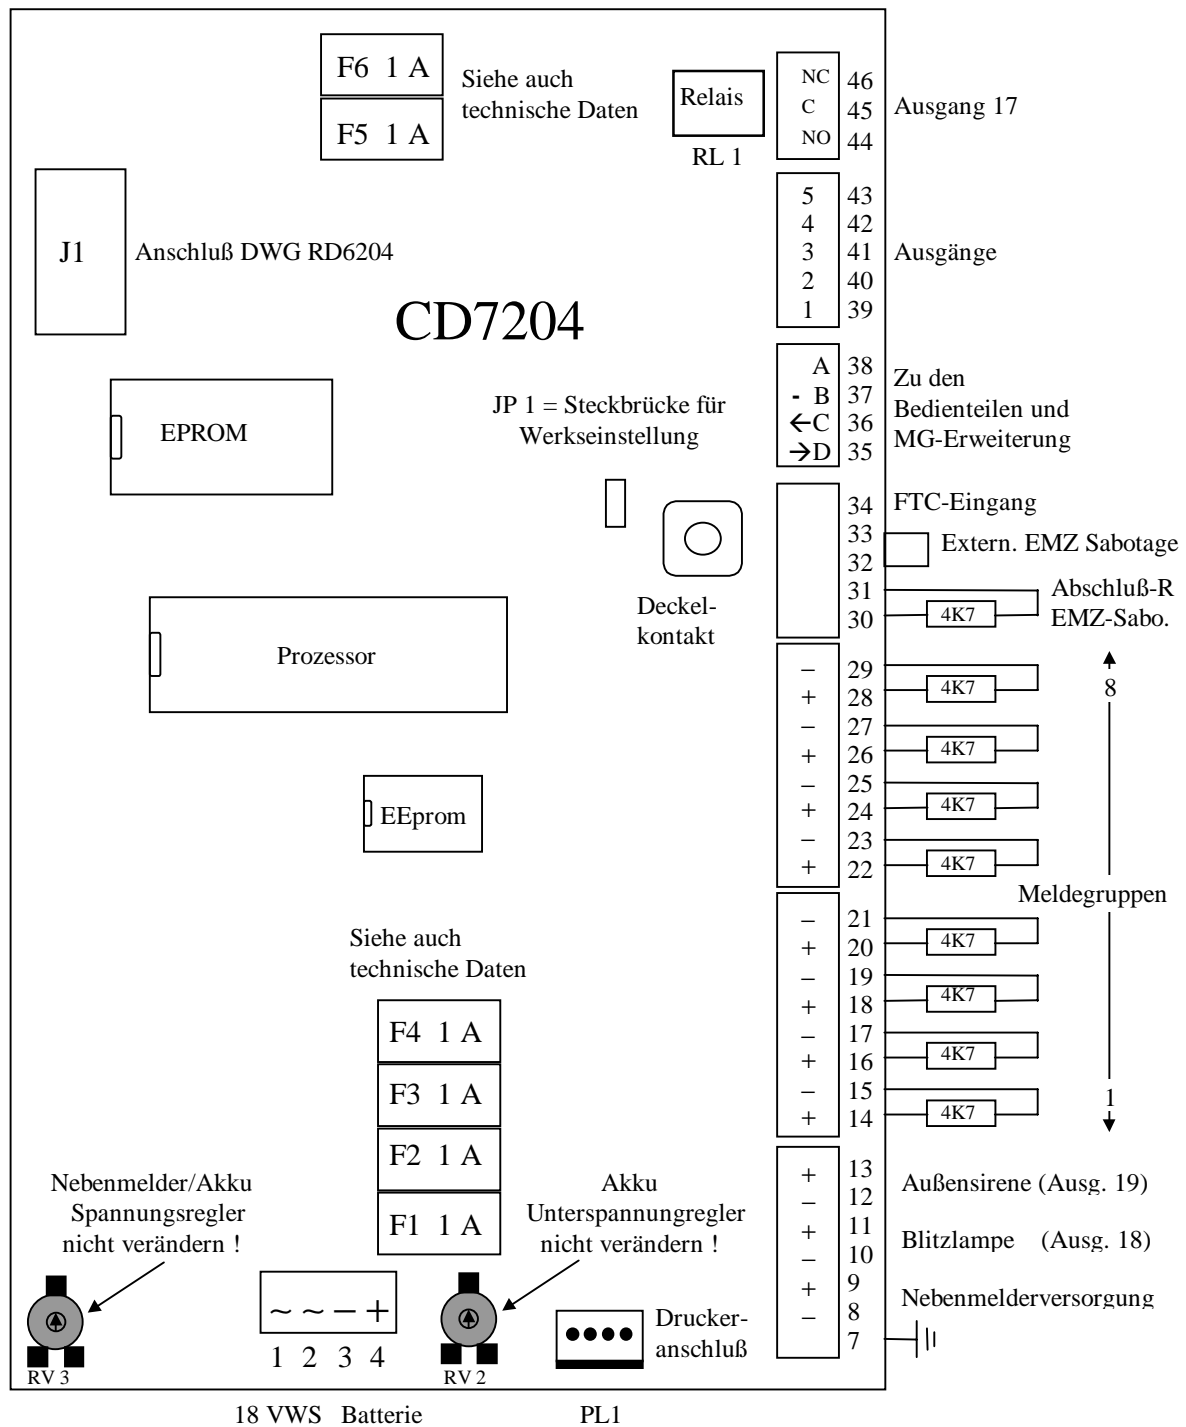 F6 1 A
F5 1 A
Siehe auch
technische Daten
Relais
RL 1
NC 46
C 45
NO 44
Ausgang 17
J1
Anschluß DWG RD6204
5 43
4 42
3 41
2 40
1 39
Ausgänge
CD7204
A 38
- B 37
←C 36
→D 35
Zu den
Bedienteilen und
MG-Erweiterung
EPROM
JP 1 = Steckbrücke für
Werkseinstellung
34 FTC-Eingang
33
32
Extern. EMZ Sabotage
31
30
4K7
Abschluß-R
EMZ-Sabo.
Deckel-
kontakt
Prozessor
– 29
+ 28
4K7
8
– 27
+ 26
4K7
– 25
+ 24
4K7
– 23
+ 22
4K7
EEprom
Meldegruppen
– 21
+ 20
4K7
– 19
+ 18
4K7
– 17
+ 16
4K7
– 15
+ 14
4K7
1
Siehe auch
technische Daten
F4 1 A
F3 1 A
F2 1 A
F1 1 A
+ 13
– 12
Außensirene (Ausg. 19)
+ 11
– 10
Blitzlampe (Ausg. 18)
+ 9
– 8
Nebenmelderversorgung
7
Nebenmelder/Akku
Spannungsregler
nicht verändern !
Akku
Unterspannungregler
nicht verändern !
RV 3
~ ~ – +
1 2 3 4
RV 2
Drucker-
anschluß
18 VWS Batterie
PL1